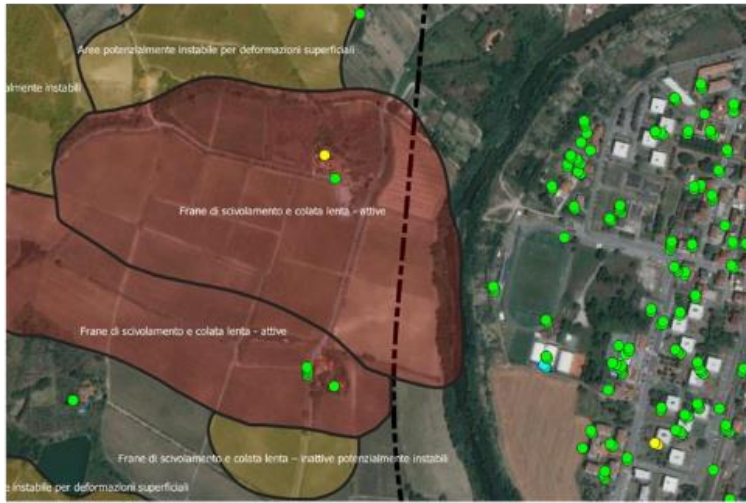 Aree potenzialmente instabile per deformazioni superficiali
almente instabili
Frane di scivolamento e colata lenta - attive
Frane di scivolamento e colata lenta - attive
Frane di scivolamento e colata lenta – inattive potenzialmente instabili
e instabile per deformazioni superficiali